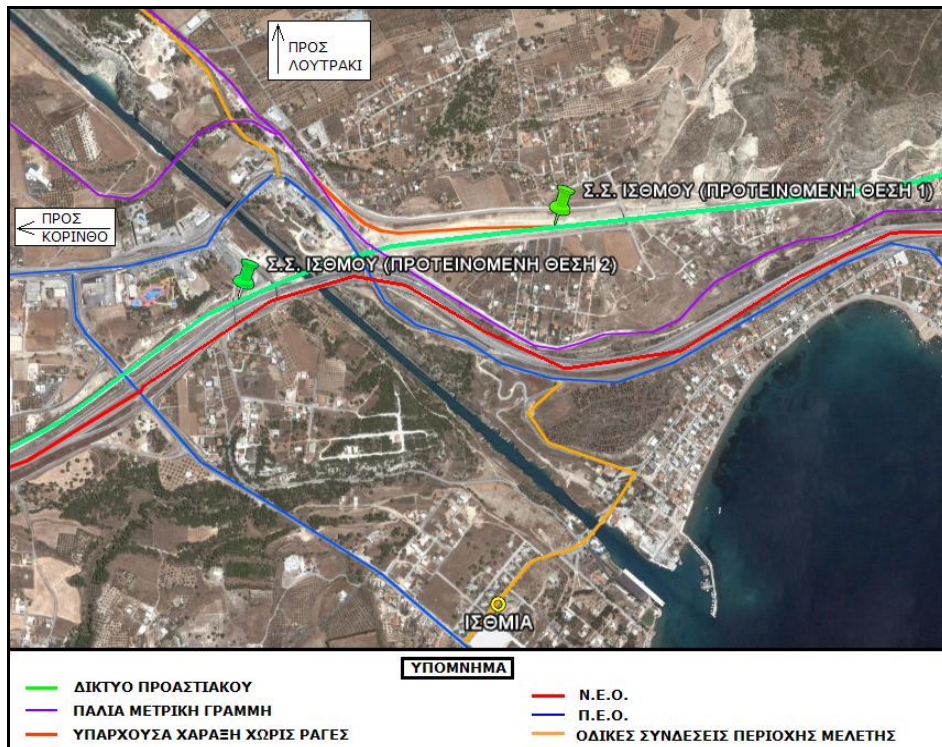 ΠΡΟΣ
ΛΟΥΤΡΑΚΙ
Σ.Σ. ΙΣΘΜΟΥ (ΠΡΟΤΕΙΝΟΜΕΝΗ ΘΕΣΗ 1)
ΠΡΟΣ
ΚΟΡΙΝΘΟ
Σ.Σ. ΙΣΘΜΟΥ (ΠΡΟΤΕΙΝΟΜΕΝΗ ΘΕΣΗ 2)
ΙΣΘΜΙΑ
ΥΠΟΜΝΗΜΑ
ΔΙΚΤΥΟ ΠΡΟΑΣΤΙΑΚΟΥ
ΠΑΛΙΑ ΜΕΤΡΙΚΗ ΓΡΑΜΜΗ
ΥΠΑΡΧΟΥΣΑ ΧΑΡΑΞΗ ΧΩΡΙΣ ΡΑΓΕΣ
Ν.Ε.Ο.
Π.Ε.Ο.
ΟΔΙΚΕΣ ΣΥΝΔΕΣΕΙΣ ΠΕΡΙΟΧΗΣ ΜΕΛΕΤΗΣ